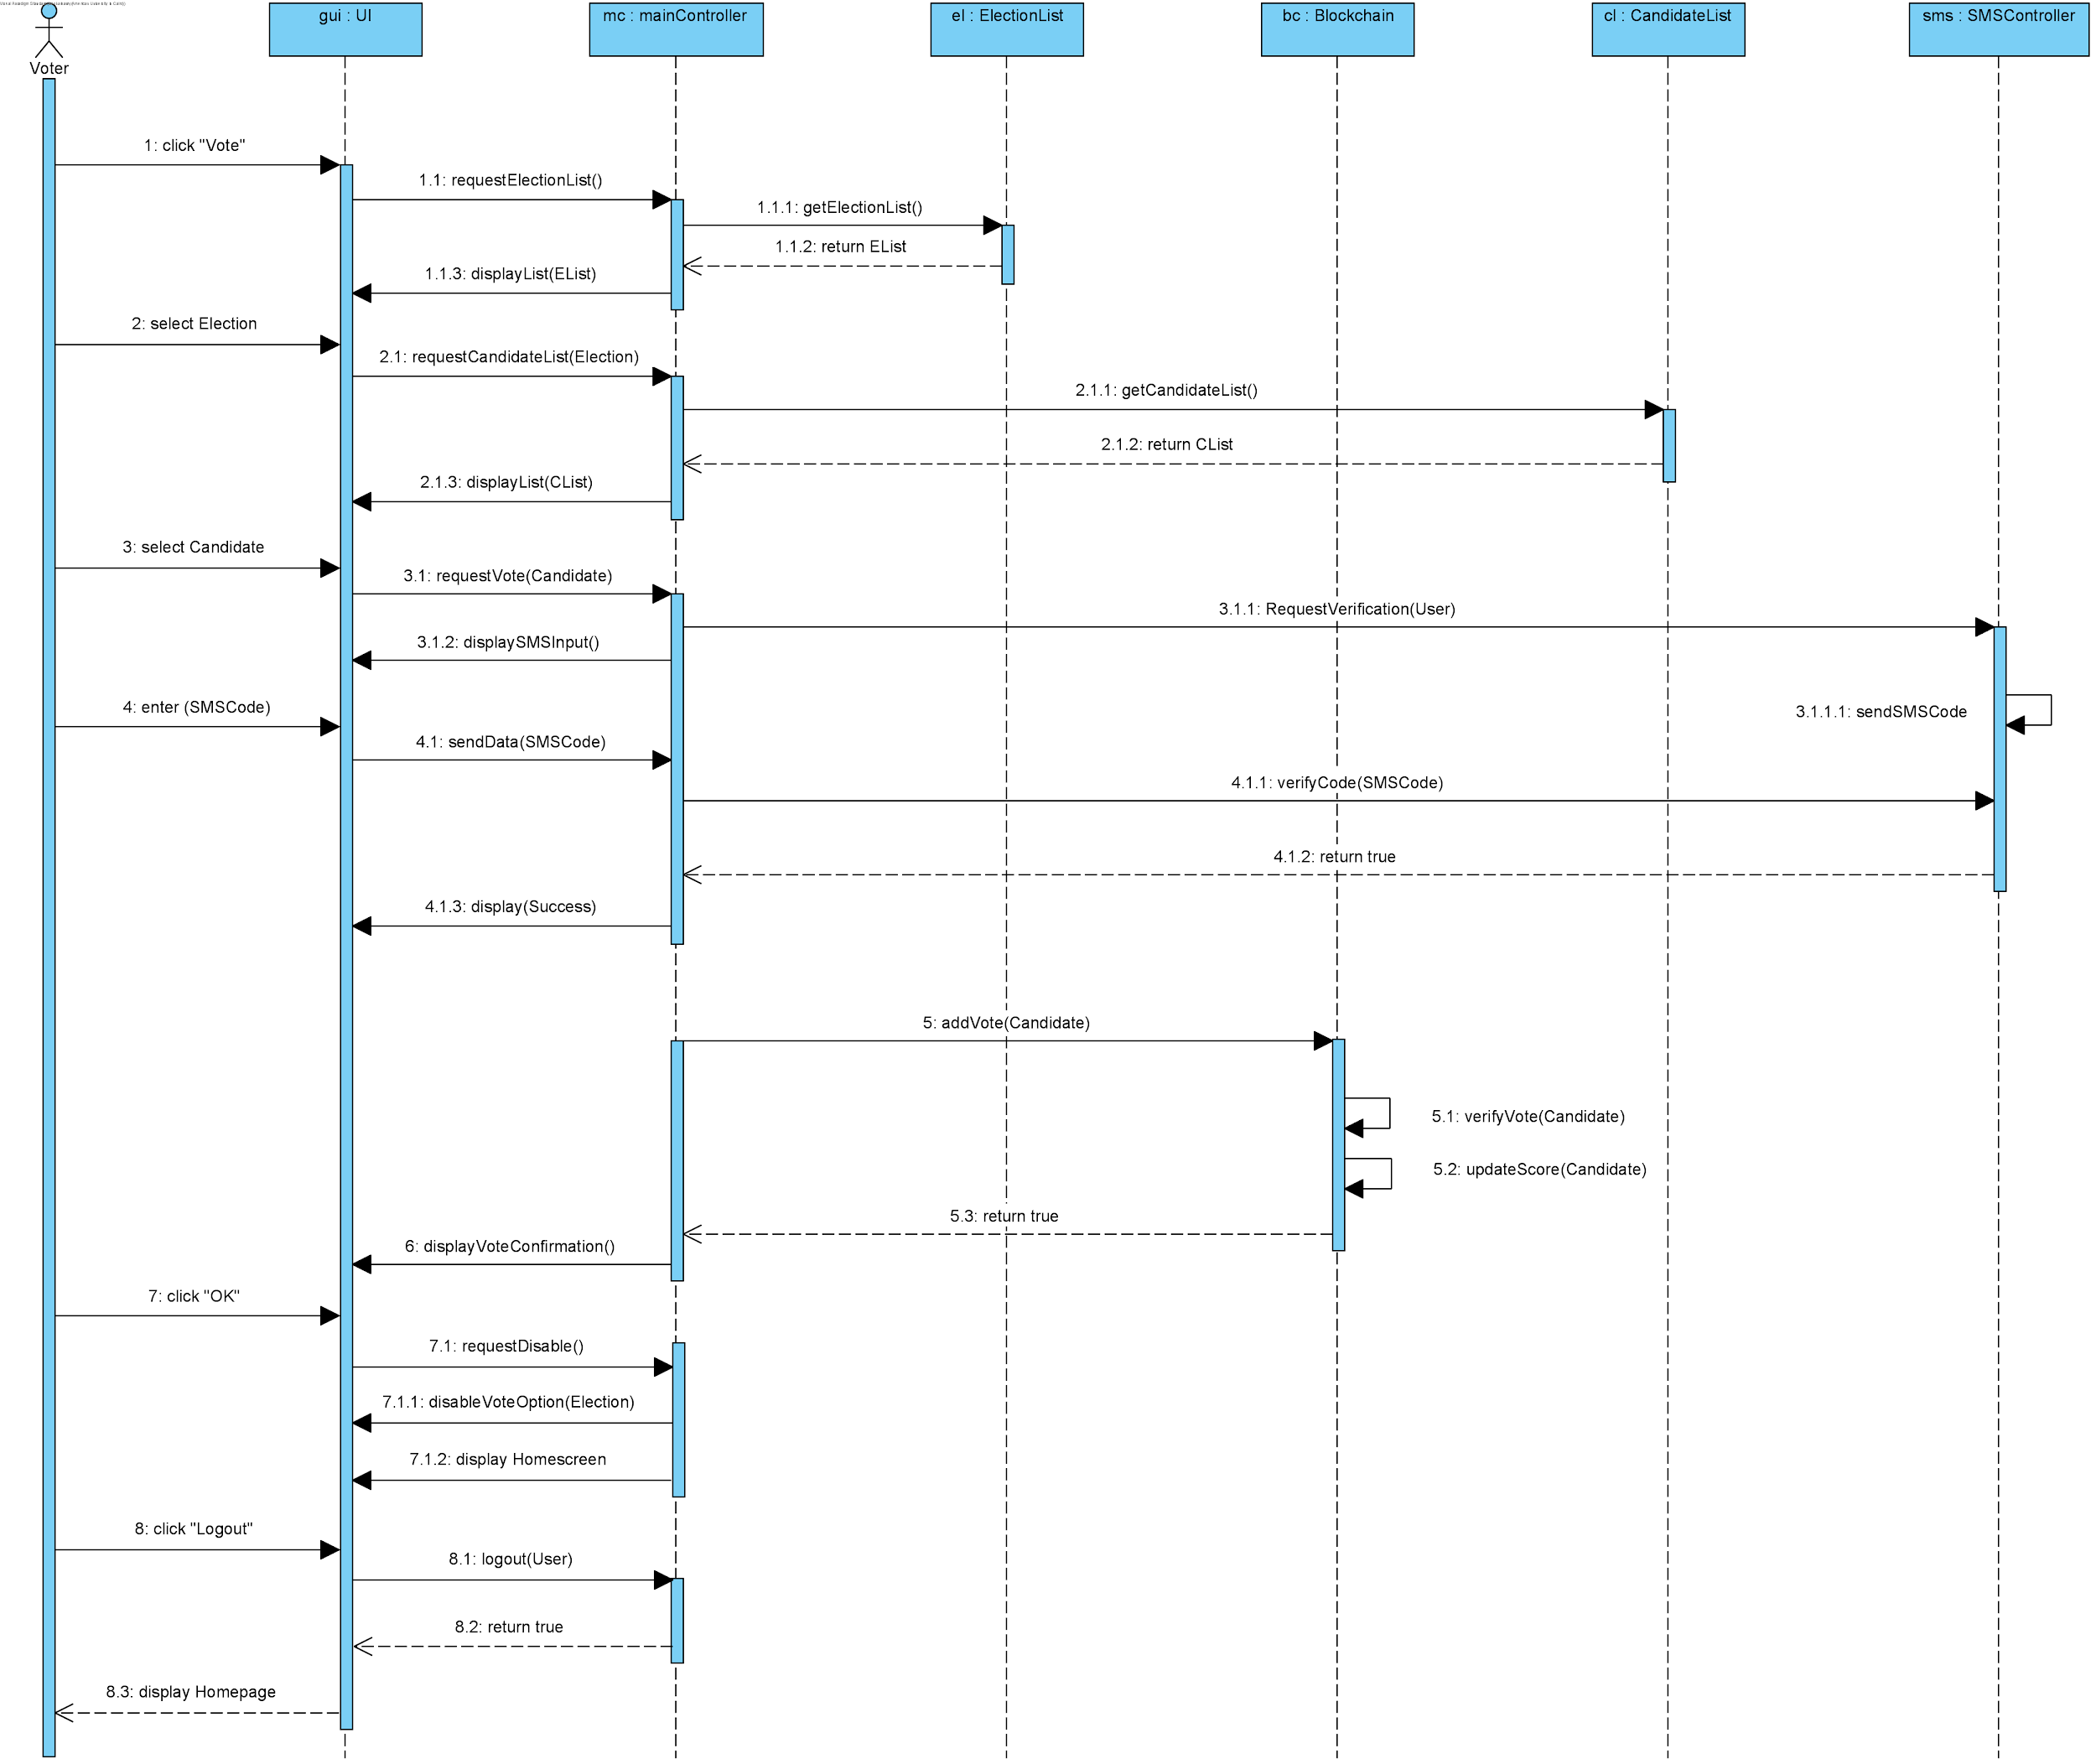 gui : UI
mc : mainController
el : ElectionList
bc : Blockchain
cl : CandidateList
sms : SMSController
Voter
1: click "Vote"
1.1: requestElectionList()
1.1.1: getElectionList()
1.1.2: return EList
1.1.3: displayList(EList)
2: select Election
2.1: requestCandidateList(Election)
2.1.1: getCandidateList()
2.1.2: return CList
2.1.3: displayList(CList)
3: select Candidate
3.1: requestVote(Candidate)
3.1.1: RequestVerification(User)
3.1.2: displaySMSInput()
4: enter (SMSCode)
3.1.1.1: sendSMSCode
4.1: sendData(SMSCode)
4.1.1: verifyCode(SMSCode)
4.1.2: return true
4.1.3: display(Success)
5: addVote(Candidate)
5.1: verifyVote(Candidate)
5.2: updateScore(Candidate)
5.3: return true
6: displayVoteConfirmation()
7: click "OK"
7.1: requestDisable()
7.1.1: disableVoteOption(Election)
7.1.2: display Homescreen
8: click "Logout"
8.1: logout(User)
8.2: return true
8.3: display Homepage